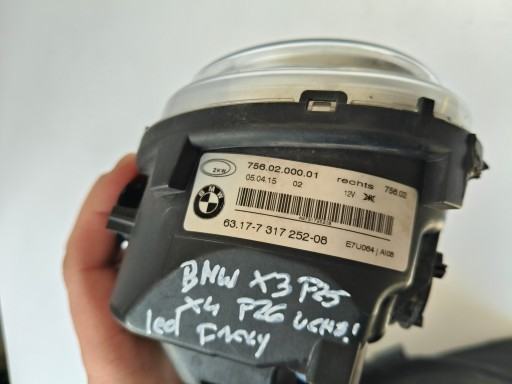 ZKW
756.02.000.01
rechts 756.02
05.04.15 02
12V
BMW
63.17-7 317 252-08
E7U064 / AI08
BMW X3 F25
X4 F26
led